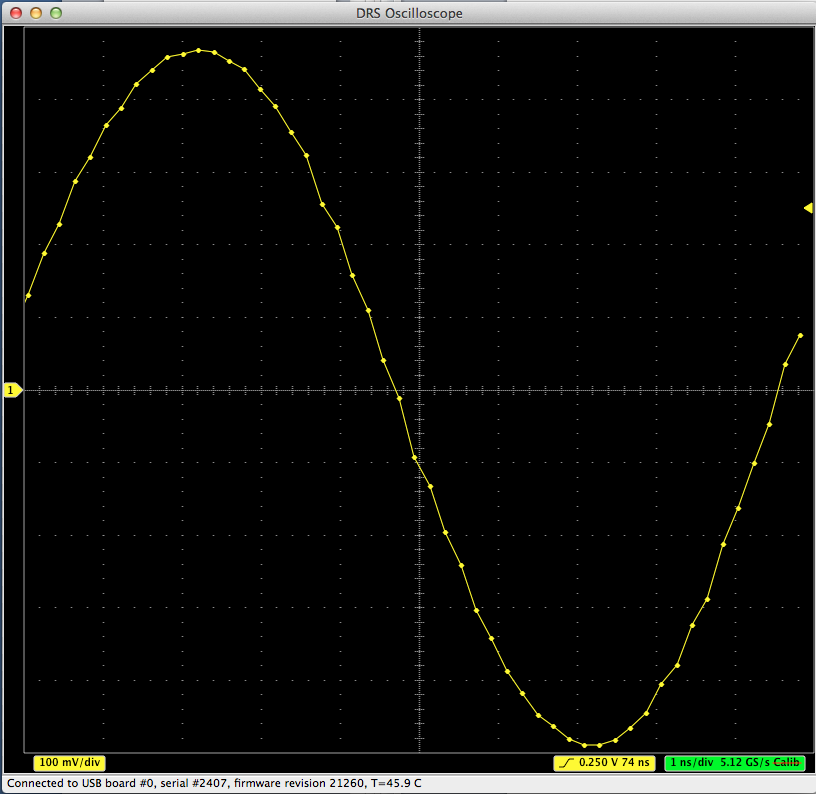 DRS Oscilloscope
1
100 mV/div
0.250 V 74 ns
1 ns/div 5.12 GS/s Calib
Connected to USB board #0, serial #2407, firmware revision 21260, T=45.9 C